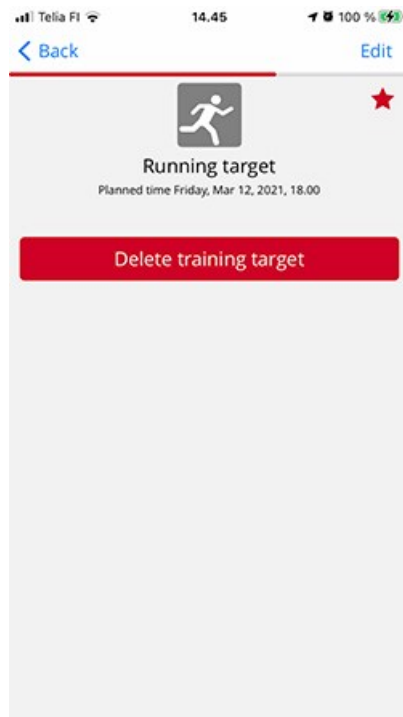 Telia FI 14.45 100 %
Back Edit
Running target
Planned time Friday, Mar 12, 2021, 18.00
Delete training target